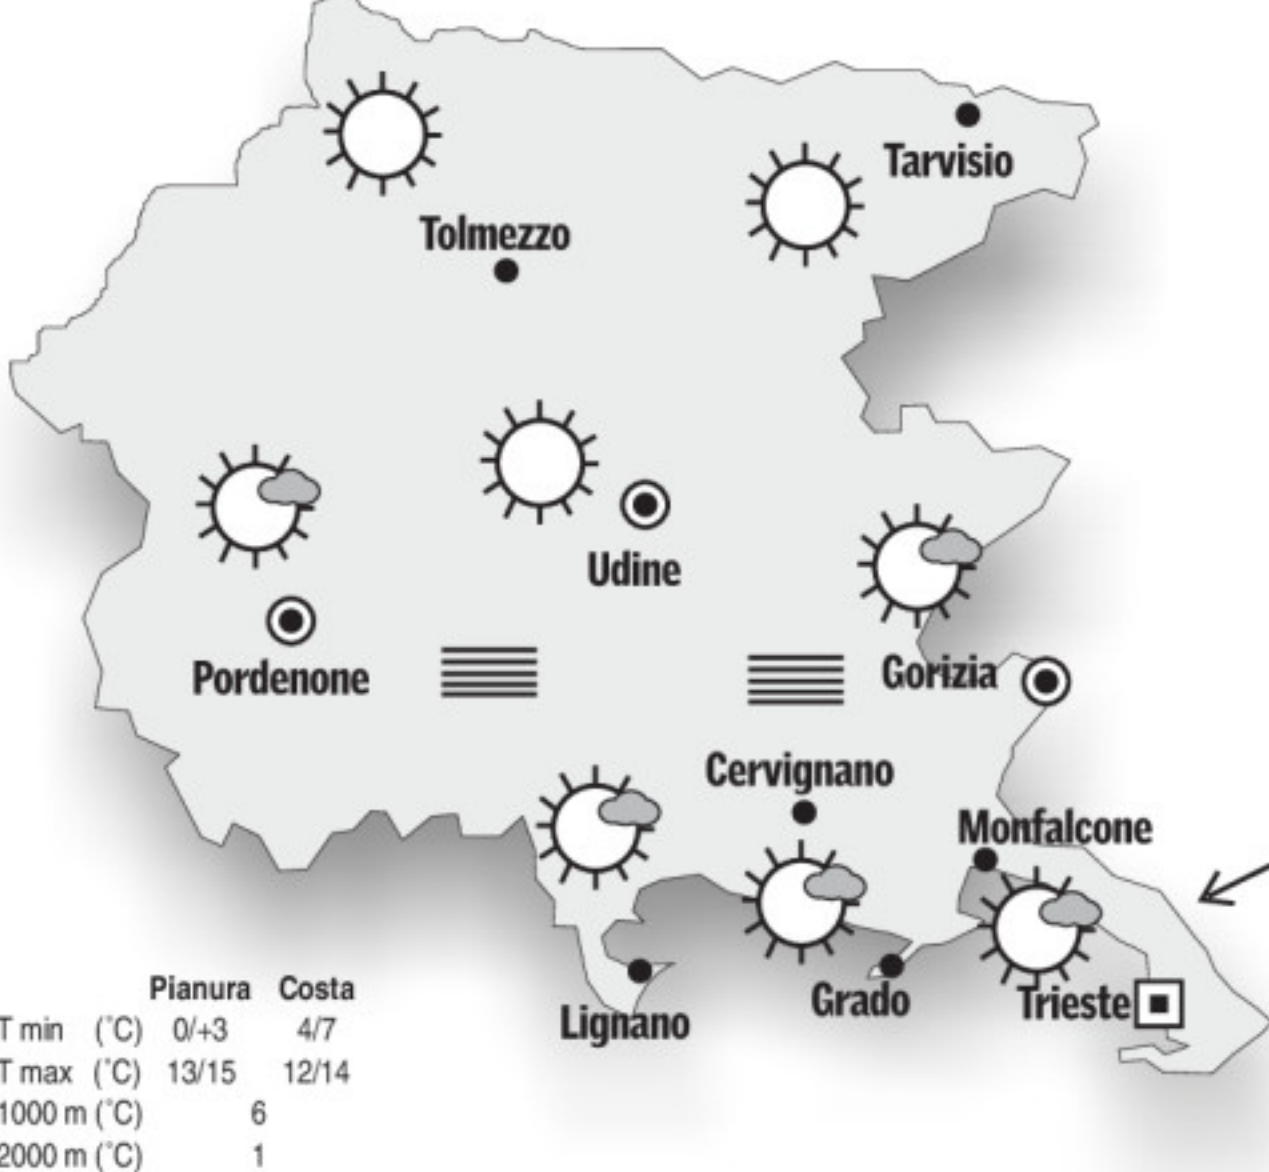 Tarvisio
Tolmezzo
Udine
Pordenone
Gorizia
Cervignano
Monfalcone
Grado
Trieste
Lignano
Pianura Costa
T min (°C) 0/+3 4/7
T max (°C) 13/15 12/14
1000 m (°C) 6
2000 m (°C) 1